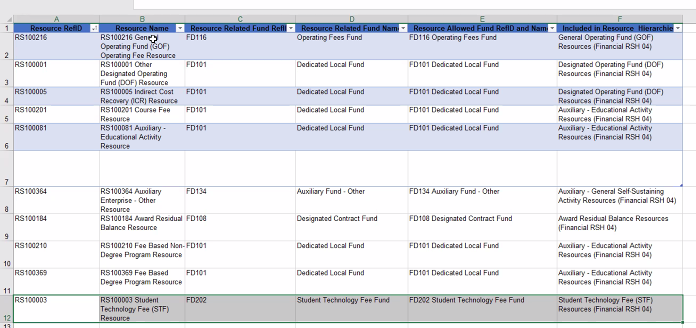 A B C D E F
1 Resource RefID Resource Name Resource Related Fund RefI Resource Related Fund Name Resource Allowed Fund RefID and Nam Included in Resource Hierarchie
RS100216 RS100216 General FD116 Operating Fees Fund FD116 Operating Fees Fund General Operating Fund (GOF)
Operating Fund (GOF) Resources (Financial RSH 04)
2 Operating Fee Resource
RS100001 RS100001 Other FD101 Dedicated Local Fund FD101 Dedicated Local Fund Designated Operating Fund (DOF)
Designated Operating Resources (Financial RSH 04)
3 Fund (DOF) Resource
RS100005 RS100005 Indirect Cost FD101 Dedicated Local Fund FD101 Dedicated Local Fund Designated Operating Fund (DOF)
4 Recovery (ICR) Resource Resources (Financial RSH 04)
RS100201 RS100201 Course Fee FD101 Dedicated Local Fund FD101 Dedicated Local Fund Auxiliary - Educational Activity
5 Resource Resources (Financial RSH 04)
RS100081 RS100081 Auxiliary - FD101 Dedicated Local Fund FD101 Dedicated Local Fund Auxiliary - Educational Activity
Educational Activity Resources (Financial RSH 04)
6 Resource
7
RS100364 RS100364 Auxiliary FD134 Auxiliary Fund - Other FD134 Auxiliary Fund - Other Auxiliary - General Self-Sustaining
Enterprise - Other Activity Resources (Financial RSH 04)
8 Resource
RS100184 RS100184 Award Residual FD108 Designated Contract Fund FD108 Designated Contract Fund Award Residual Balance Resources
Balance Resource (Financial RSH 04)
9
RS100210 RS100210 Fee Based Non- FD101 Dedicated Local Fund FD101 Dedicated Local Fund Auxiliary - Educational Activity
Degree Program Resource Resources (Financial RSH 04)
10
RS100369 RS100369 Fee Based FD101 Dedicated Local Fund FD101 Dedicated Local Fund Auxiliary - Educational Activity
Degree Program Resource Resources (Financial RSH 04)
11
RS100003 RS100003 Student FD202 Student Technology Fee Fund FD202 Student Technology Fee Fund Student Technology Fee (STF)
Technology Fee (STF) Resources (Financial RSH 04)
12 Resource
13